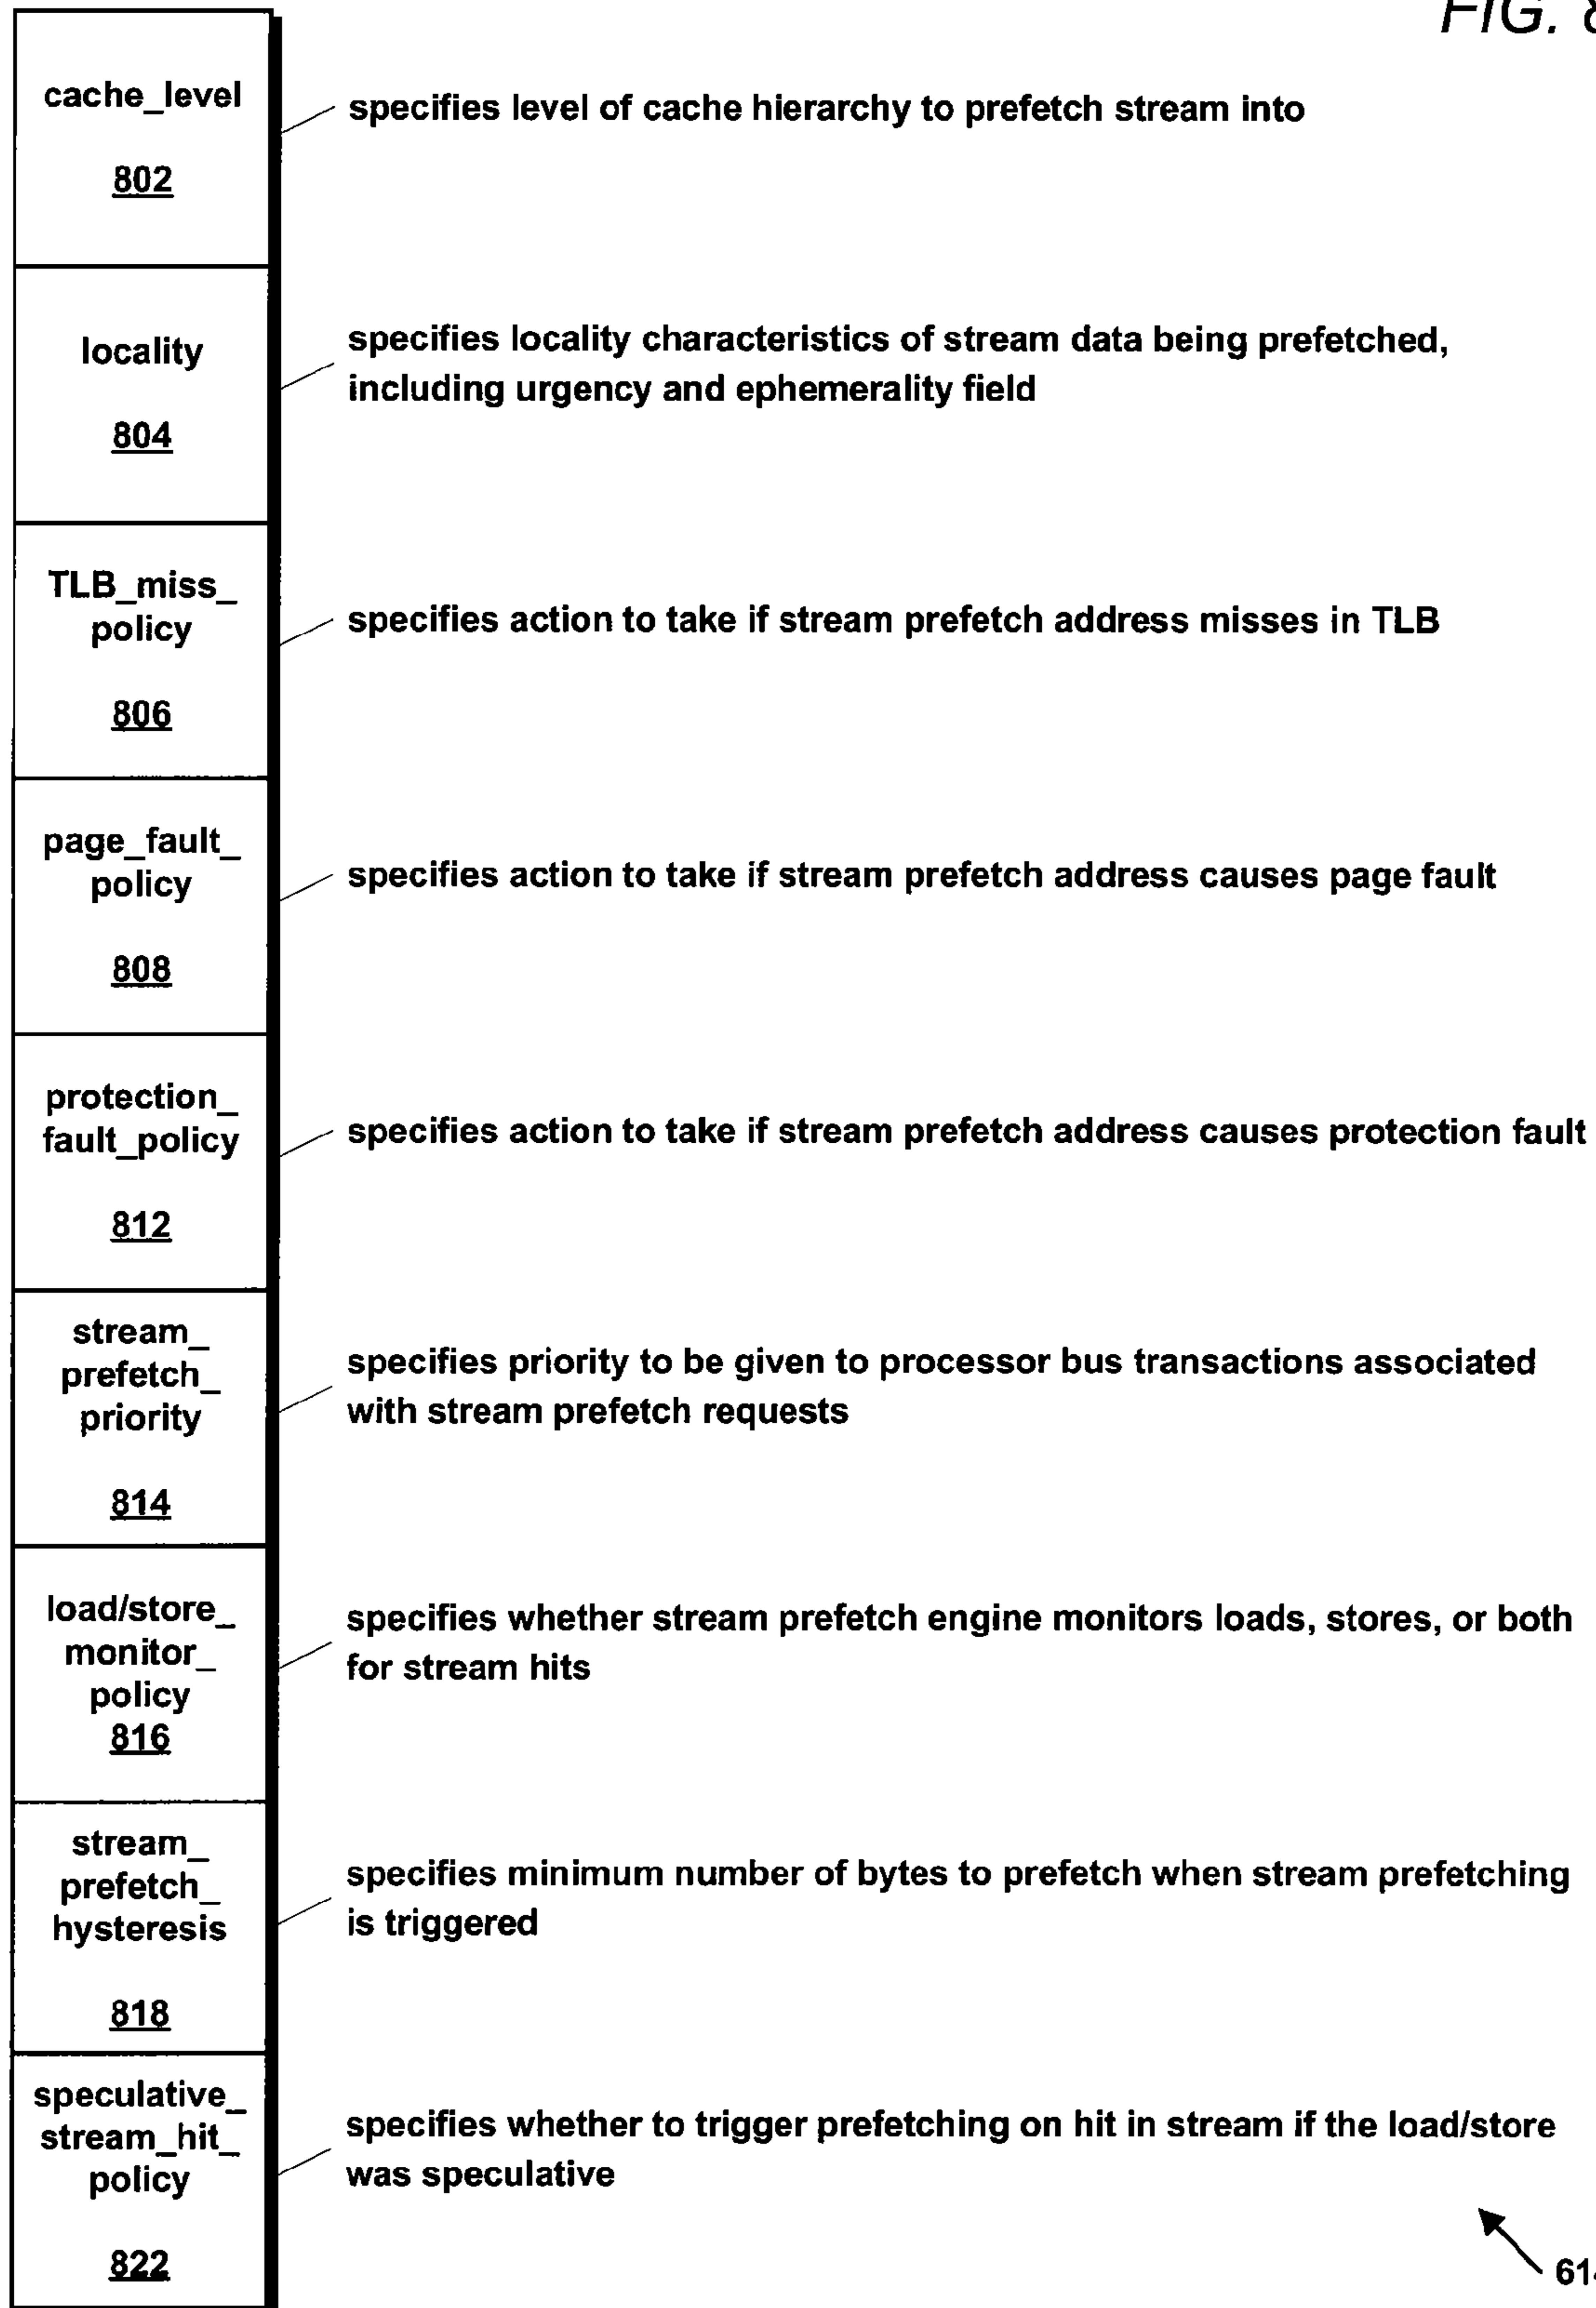 FIG. 8
cache_level
802
specifies level of cache hierarchy to prefetch stream into
locality
804
specifies locality characteristics of stream data being prefetched,
including urgency and ephemerality field
TLB_miss_
policy
806
specifies action to take if stream prefetch address misses in TLB
page_fault_
policy
808
specifies action to take if stream prefetch address causes page fault
protection_
fault_policy
812
specifies action to take if stream prefetch address causes protection fault
stream_
prefetch_
priority
814
specifies priority to be given to processor bus transactions associated
with stream prefetch requests
load/store_
monitor_
policy
816
specifies whether stream prefetch engine monitors loads, stores, or both
for stream hits
stream_
prefetch_
hysteresis
818
specifies minimum number of bytes to prefetch when stream prefetching
is triggered
speculative_
stream_hit_
policy
822
specifies whether to trigger prefetching on hit in stream if the load/store
was speculative
614